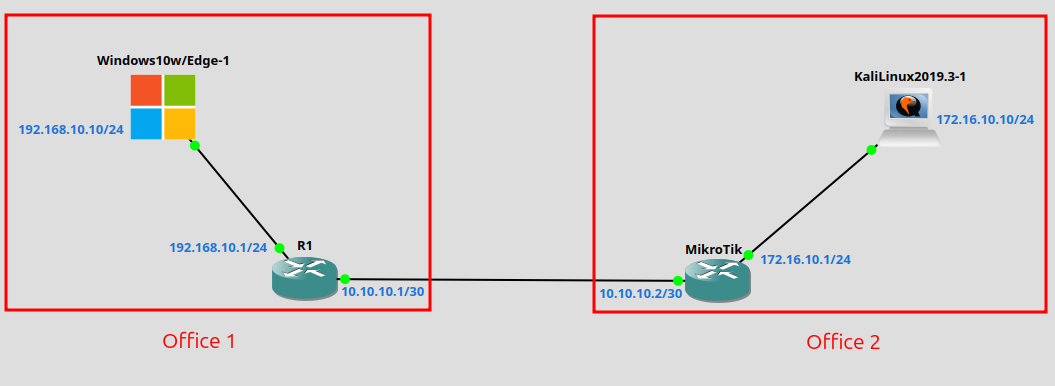 Windows10w/Edge-1
192.168.10.10/24
192.168.10.1/24
R1
10.10.10.1/30
Office 1
KaliLinux2019.3-1
172.16.10.10/24
MikroTik
172.16.10.1/24
10.10.10.2/30
Office 2